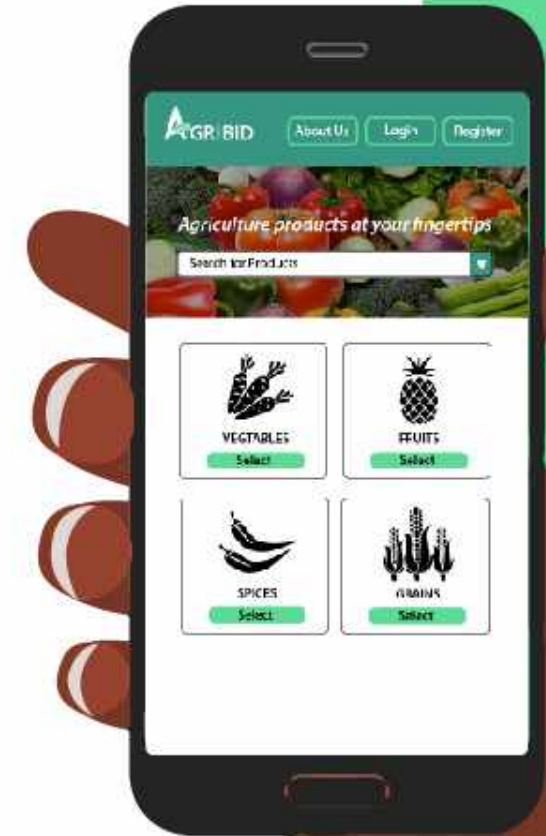 AGRIBID
About Us Login Register
Agriculture products at your fingertips
Search for Products
VEGTABLES FRUITS
Select Select
SPICES GRAINS
Select Select